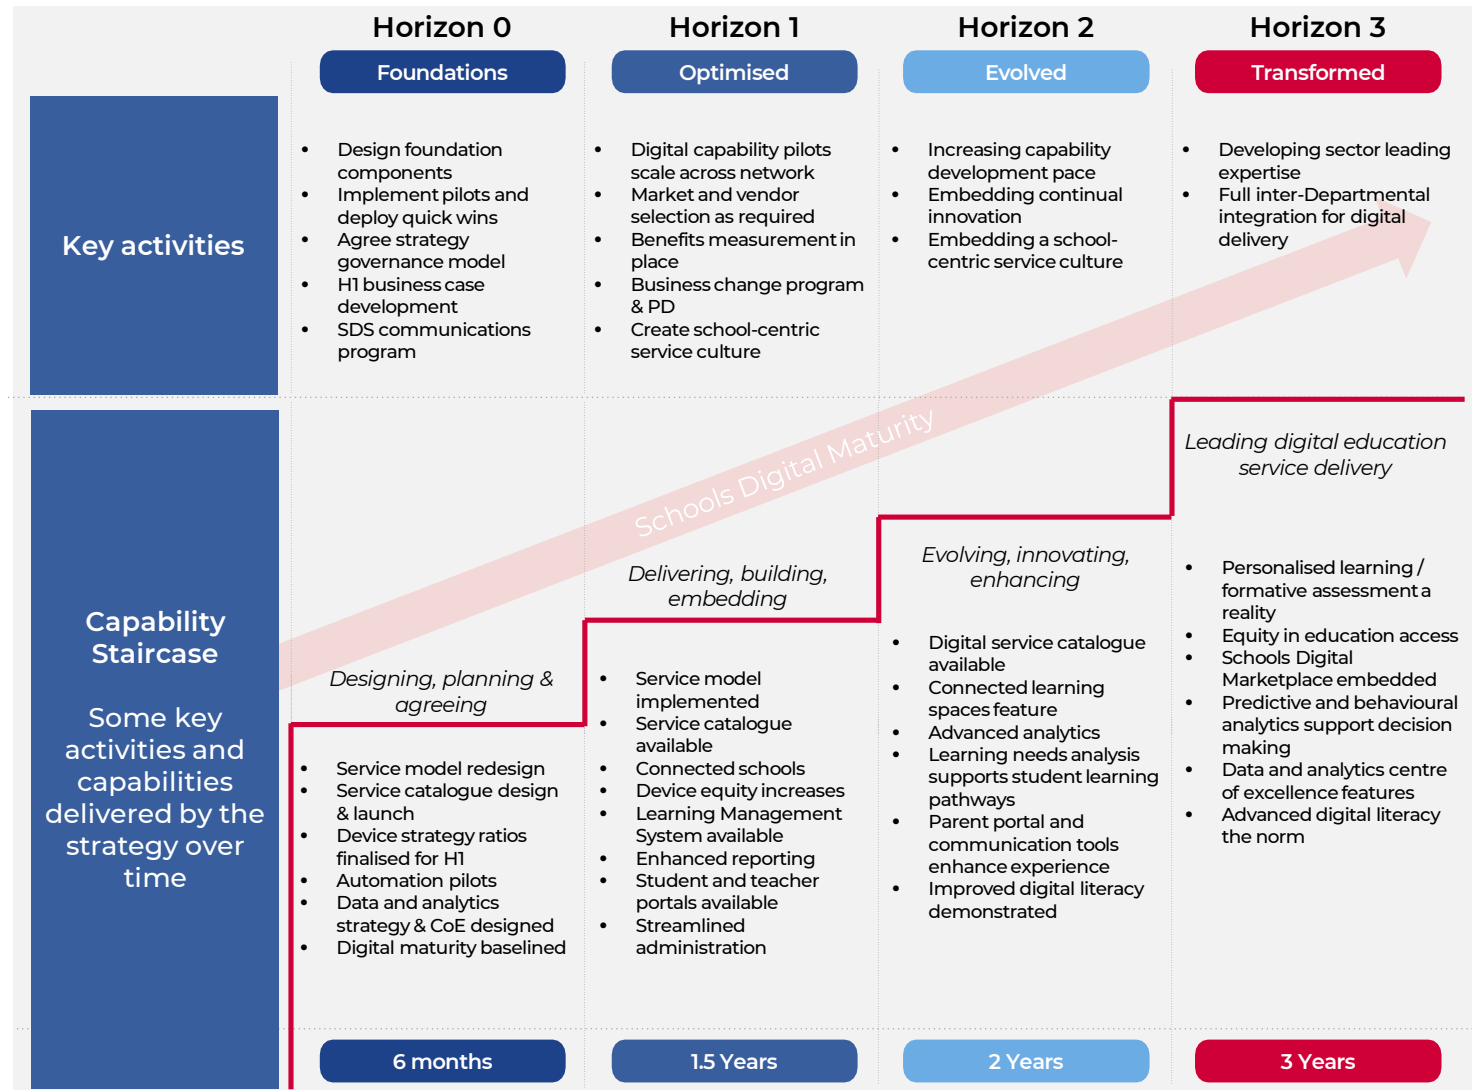 Horizon 0
Horizon 1
Horizon 2
Horizon 3
Foundations
Optimised
Evolved
Transformed
Key activities
• Design foundation
components
• Implement pilots and
deploy quick wins
• Agree strategy
governance model
• H1 business case
development
• SDS communications
program
• Digital capability pilots
scale across network
• Market and vendor
selection as required
• Benefits measurement in
place
• Business change program
& PD
• Create school-centric
service culture
• Increasing capability
development pace
• Embedding continual
innovation
• Embedding a school-
centric service culture
• Developing sector leading
expertise
• Full inter-Departmental
integration for digital
delivery
Schools Digital Maturity
Capability
Staircase
Some key
activities and
capabilities
delivered by the
strategy over
time
Designing, planning &
agreeing
• Service model redesign
• Service catalogue design
& launch
• Device strategy ratios
finalised for H1
• Automation pilots
• Data and analytics
strategy & CoE designed
• Digital maturity baselined
Delivering, building,
embedding
• Service model
implemented
• Service catalogue
available
• Connected schools
• Device equity increases
• Learning Management
System available
• Enhanced reporting
• Student and teacher
portals available
• Streamlined
administration
Evolving, innovating,
enhancing
• Digital service catalogue
available
• Connected learning
spaces feature
• Advanced analytics
• Learning needs analysis
supports student learning
pathways
• Parent portal and
communication tools
enhance experience
• Improved digital literacy
demonstrated
Leading digital education
service delivery
• Personalised learning /
formative assessment a
reality
• Equity in education access
• Schools Digital
Marketplace embedded
• Predictive and behavioural
analytics support decision
making
• Data and analytics centre
of excellence features
• Advanced digital literacy
the norm
6 months
1.5 Years
2 Years
3 Years